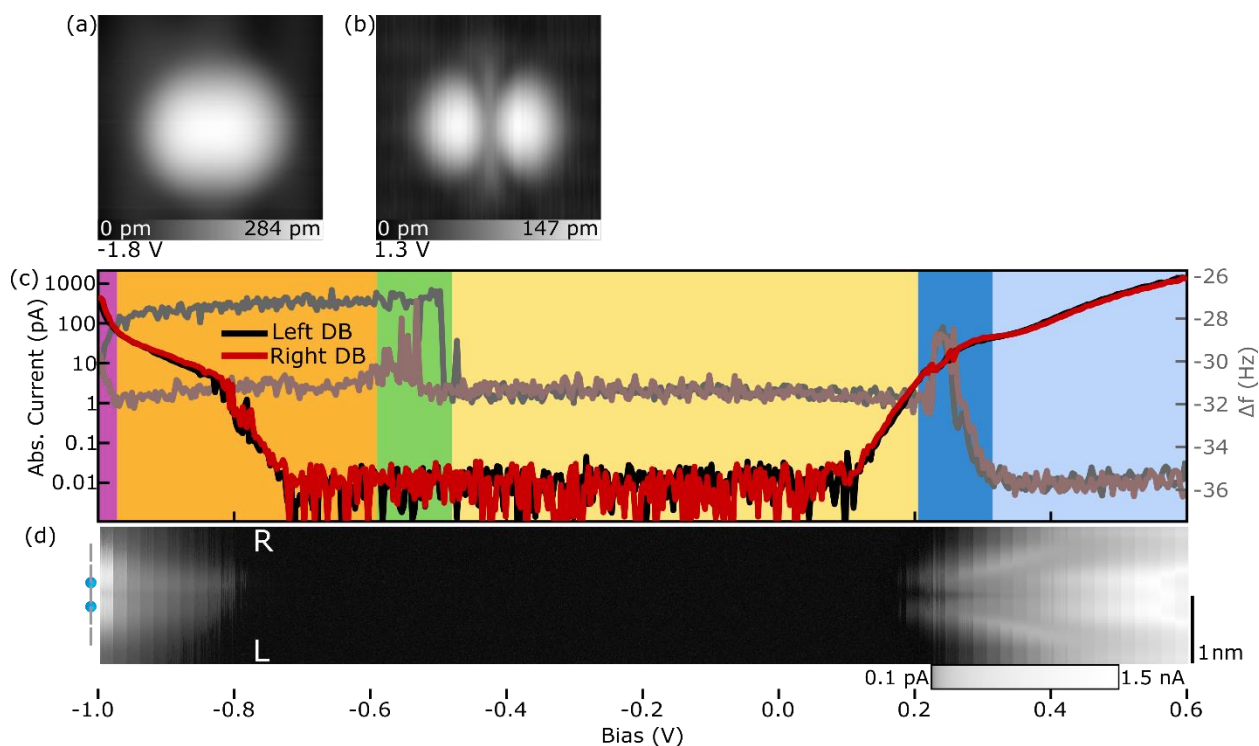 (a) (b)
0 pm 284 pm 0 pm 147 pm
-1.8 V 1.3 V
(c)
Abs. Current (pA)
1000
100
10
1
0.1
0.01
Left DB
Right DB
-26
-28
-30
-32
-34
-36
Δf (Hz)
(d)
R
L
1nm
0.1 pA 1.5 nA
-1.0 -0.8 -0.6 -0.4 -0.2 0.0 0.2 0.4 0.6
Bias (V)